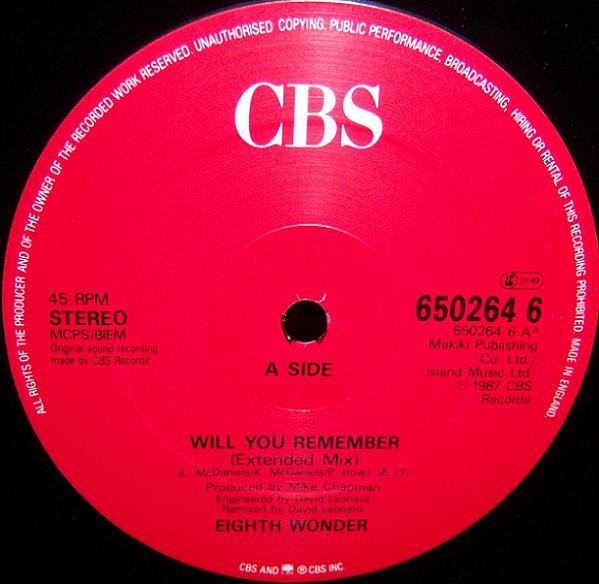 ALL RIGHTS OF THE PRODUCER AND OF THE OWNER OF THE RECORDED WORK RESERVED. UNAUTHORISED COPYING, PUBLIC PERFORMANCE, BROADCASTING, HIRING OR RENTAL OF THIS RECORDING PROHIBITED MADE IN ENGLAND.
CBS
45 RPM
STEREO
MCPS/BIEM
Original sound recording
made by CBS Records
LC 0149
650264 6
650264 6 A*
Makiki Publishing
Co. Ltd./
Island Music Ltd.
℗ 1987 CBS
Records
A SIDE
WILL YOU REMEMBER
(Extended Mix)
(L. McDaniels/K. McDaniels/P. Row) (6.12)
Produced by Mike Chapman
Engineered by David Leonard
Remixed by David Leonard
EIGHTH WONDER
CBS AND ® CBS INC.